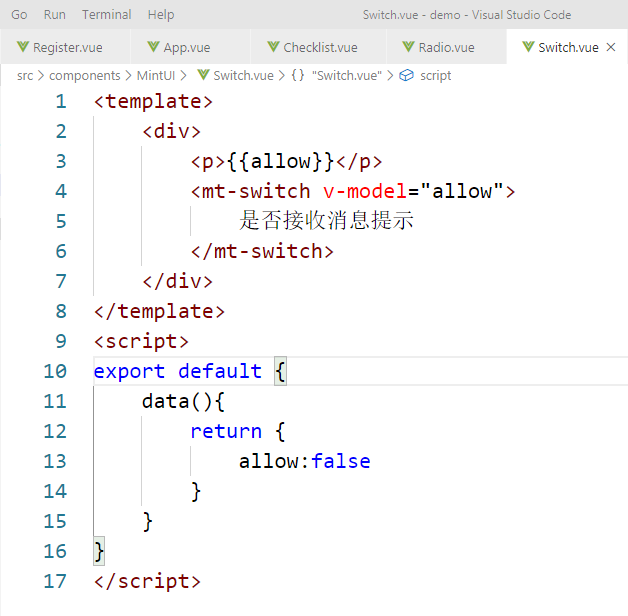 Go Run Terminal Help Switch.vue - demo - Visual Studio Code
Register.vue App.vue Checklist.vue Radio.vue Switch.vue ×
src > components > MintUI > Switch.vue > {} "Switch.vue" > script
1 <template>
2     <div>
3         <p>{{allow}}</p>
4         <mt-switch v-model="allow">
5             是否接收消息提示
6         </mt-switch>
7     </div>
8 </template>
9 <script>
10 export default {
11     data(){
12         return {
13             allow:false
14         }
15     }
16 }
17 </script>